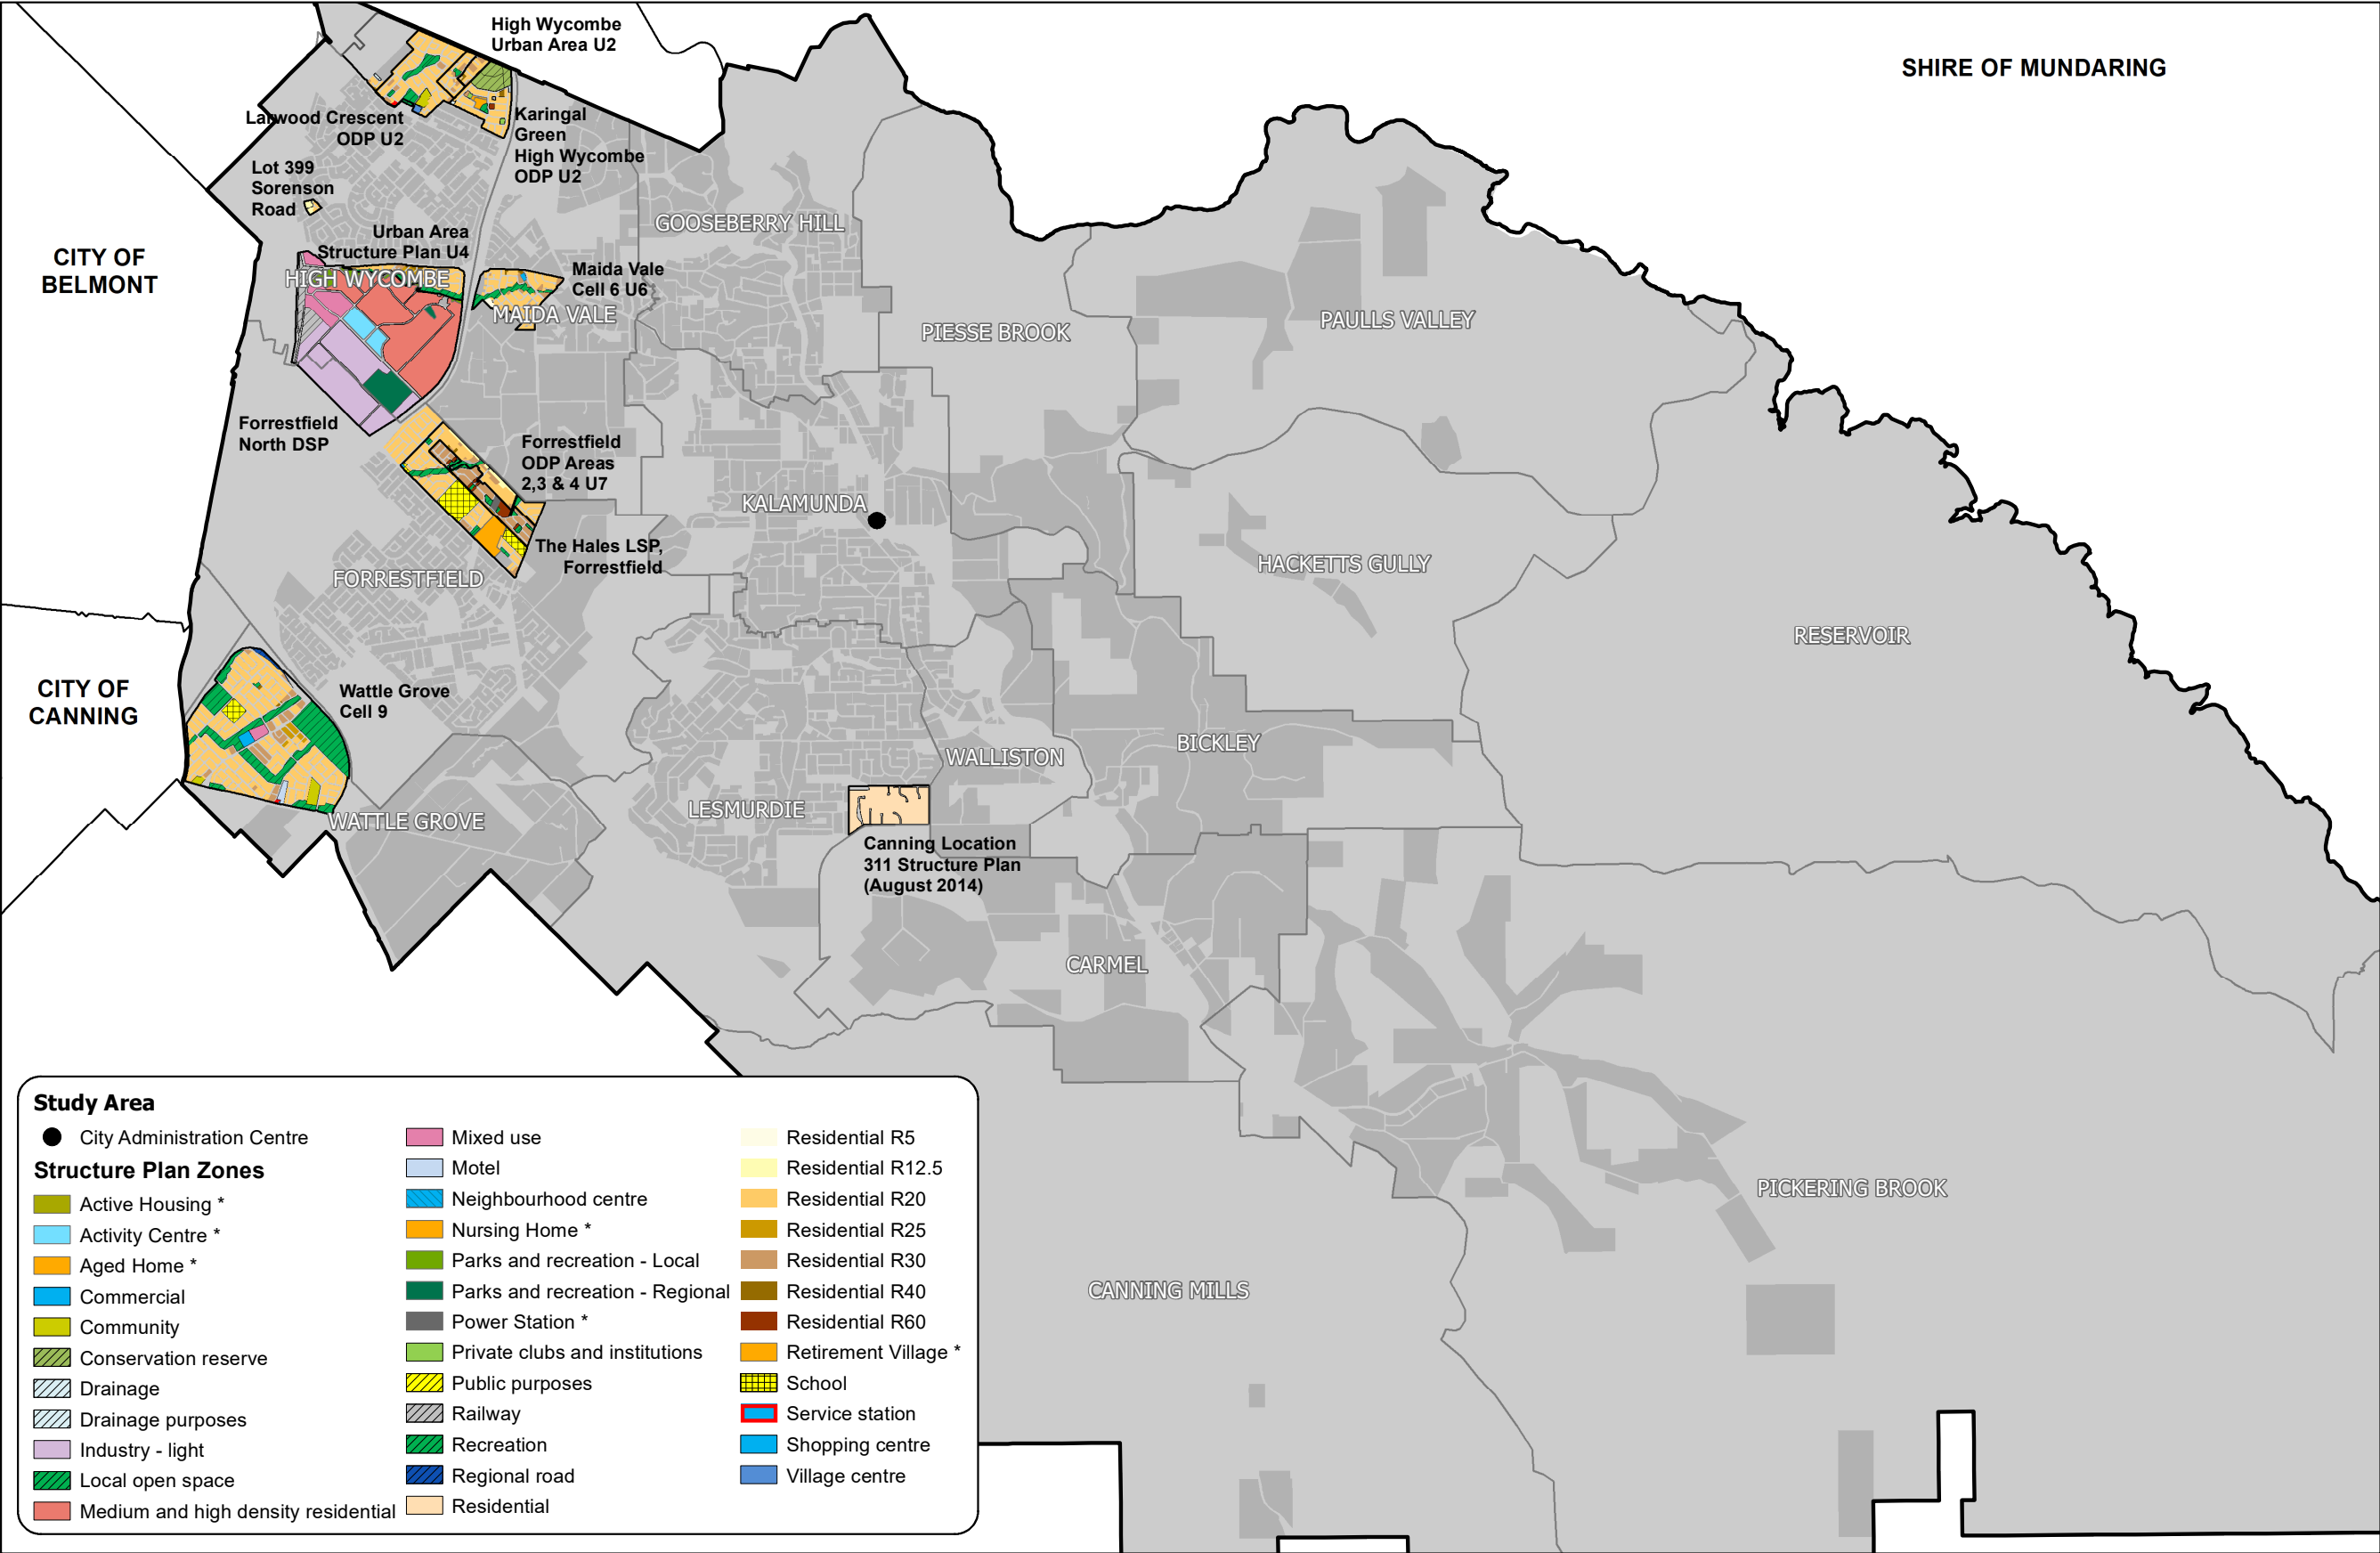 High Wycombe
Urban Area U2
SHIRE OF MUNDARING
Larwood Crescent
ODP U2
Karingal
Green
High Wycombe
ODP U2
Lot 399
Sorenson
Road
GOOSEBERRY HILL
Urban Area
Structure Plan U4
CITY OF
BELMONT
HIGH WYCOMBE
Maida Vale
Cell 6 U6
MAIDA VALE
PIESSE BROOK
PAULLS VALLEY
Forrestfield
North DSP
Forrestfield
ODP Areas
2,3 & 4 U7
KALAMUNDA
The Hales LSP,
Forrestfield
HACKETTS GULLY
FORRESTFIELD
RESERVOIR
CITY OF
CANNING
Wattle Grove
Cell 9
WALLISTON
BICKLEY
LESMURDIE
WATTLE GROVE
Canning Location
311 Structure Plan
(August 2014)
CARMEL
PICKERING BROOK
CANNING MILLS
Study Area
City Administration Centre
Structure Plan Zones
Active Housing *
Activity Centre *
Aged Home *
Commercial
Community
Conservation reserve
Drainage
Drainage purposes
Industry - light
Local open space
Medium and high density residential
Mixed use
Motel
Neighbourhood centre
Nursing Home *
Parks and recreation - Local
Parks and recreation - Regional
Power Station *
Private clubs and institutions
Public purposes
Railway
Recreation
Regional road
Residential
Residential R5
Residential R12.5
Residential R20
Residential R25
Residential R30
Residential R40
Residential R60
Retirement Village *
School
Service station
Shopping centre
Village centre